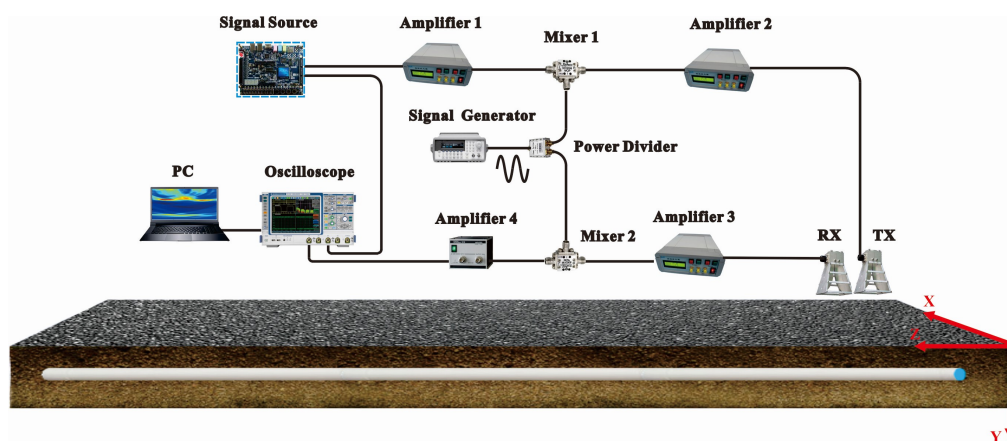 Signal Source
Amplifier 1
Mixer 1
Amplifier 2
Signal Generator
Power Divider
PC
Oscilloscope
Amplifier 4
Mixer 2
Amplifier 3
RX
TX
X
Z
Y